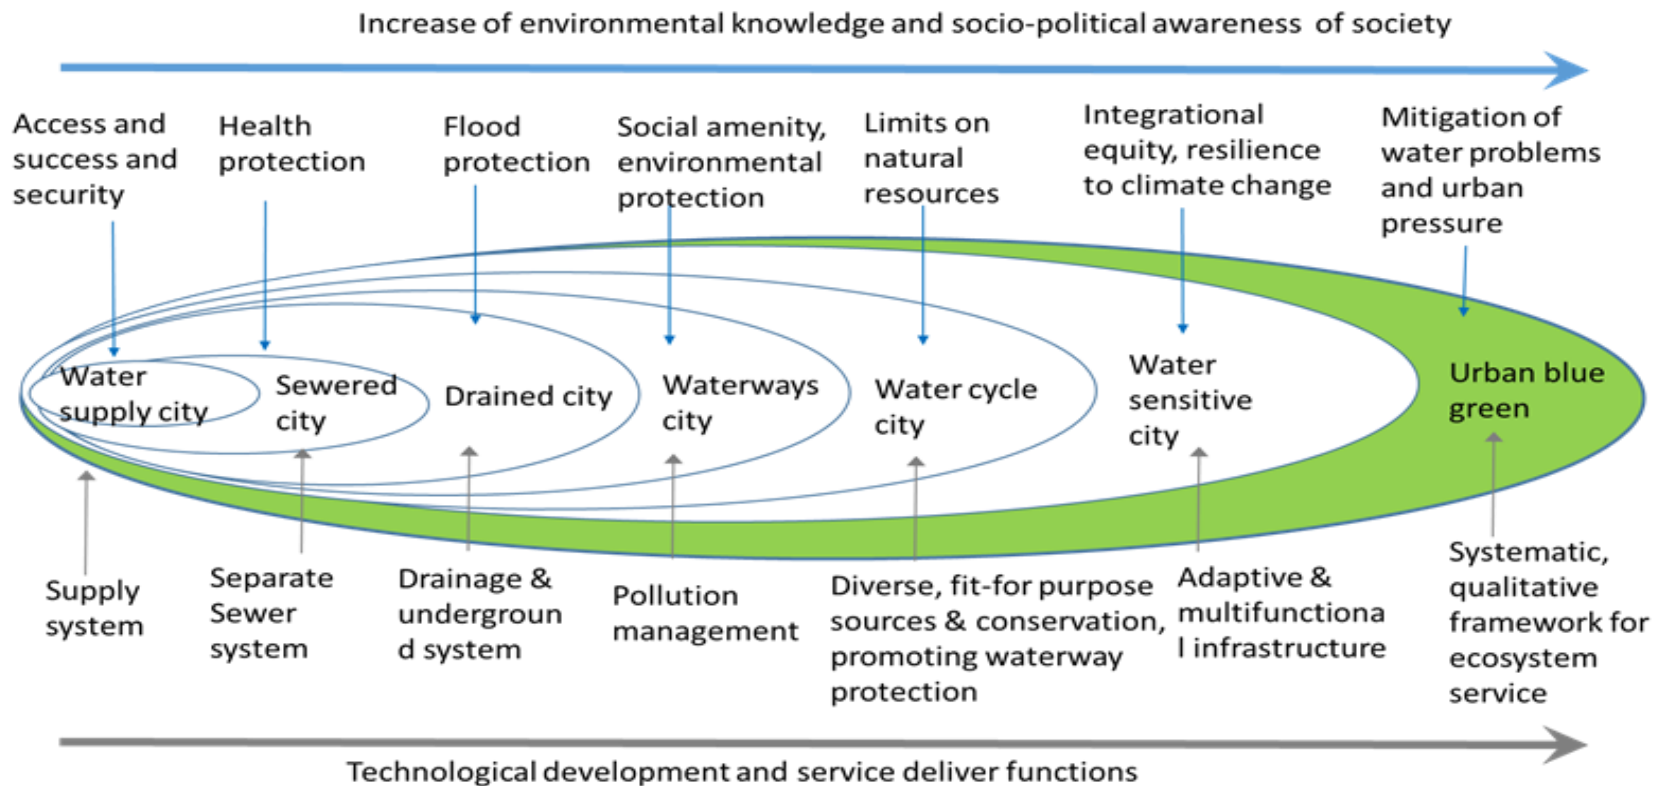 Increase of environmental knowledge and socio-political awareness of society
Access and
success and
security
Health
protection
Flood
protection
Social amenity,
environmental
protection
Limits on
natural
resources
Integrational
equity, resilience
to climate change
Mitigation of
water problems
and urban
pressure
Water
supply city
Sewered
city
Drained city
Waterways
city
Water cycle
city
Water
sensitive
city
Urban blue
green
Supply
system
Separate
Sewer
system
Drainage &
undergroun
d system
Pollution
management
Diverse, fit-for purpose
sources & conservation,
promoting waterway
protection
Adaptive &
multifunctiona
l infrastructure
Systematic,
qualitative
framework for
ecosystem
service
Technological development and service deliver functions